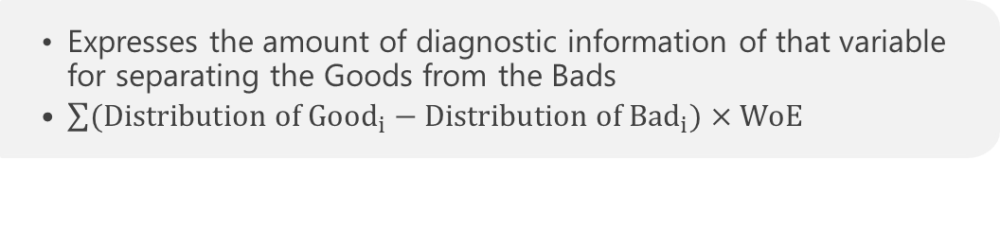 • Expresses the amount of diagnostic information of that variable
for separating the Goods from the Bads
• ∑(Distribution of Goodᵢ − Distribution of Badᵢ) × WoE